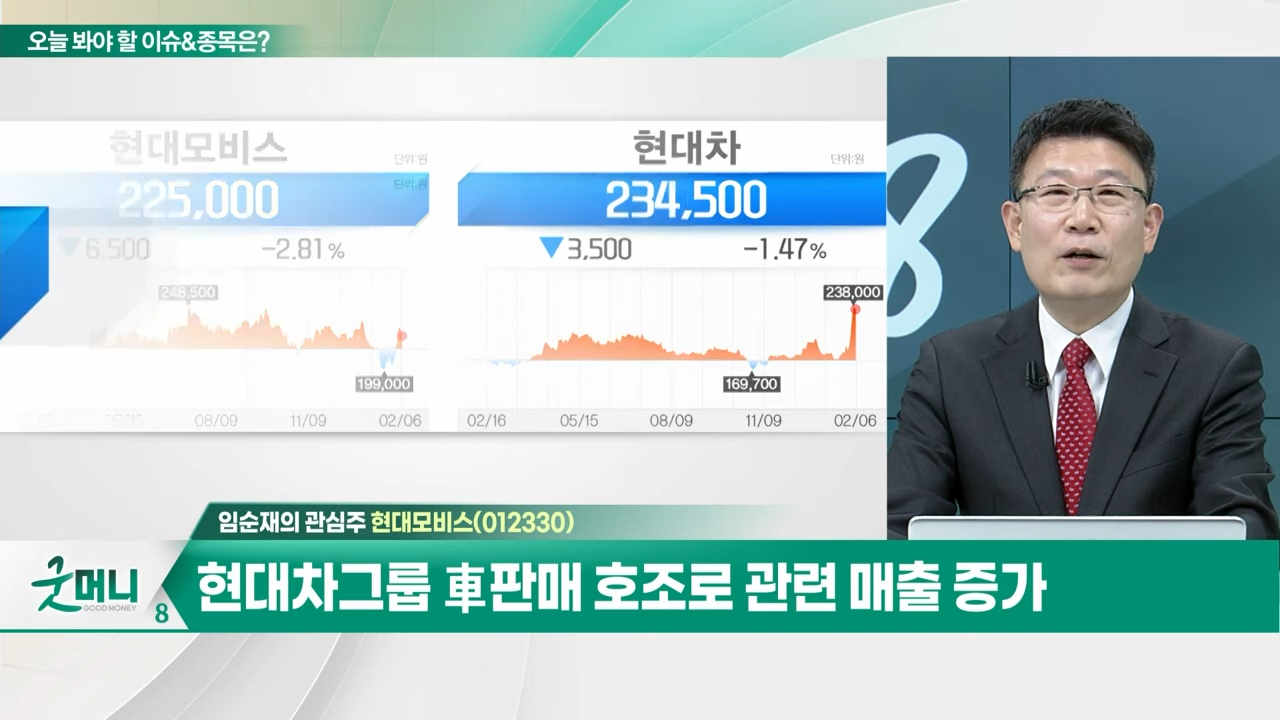 오늘 봐야 할 이슈&종목은?
현대모비스
단위:원
225,000
단위:원
▼6,500 -2.81%
248,500
199,000
05/15 08/09 11/09 02/06
현대차
단위:원
234,500
▼3,500 -1.47%
238,000
169,700
02/16 05/15 08/09 11/09 02/06
8
임순재의 관심주 현대모비스(012330)
굿머니
GOOD MONEY
8
현대차그룹 車판매 호조로 관련 매출 증가